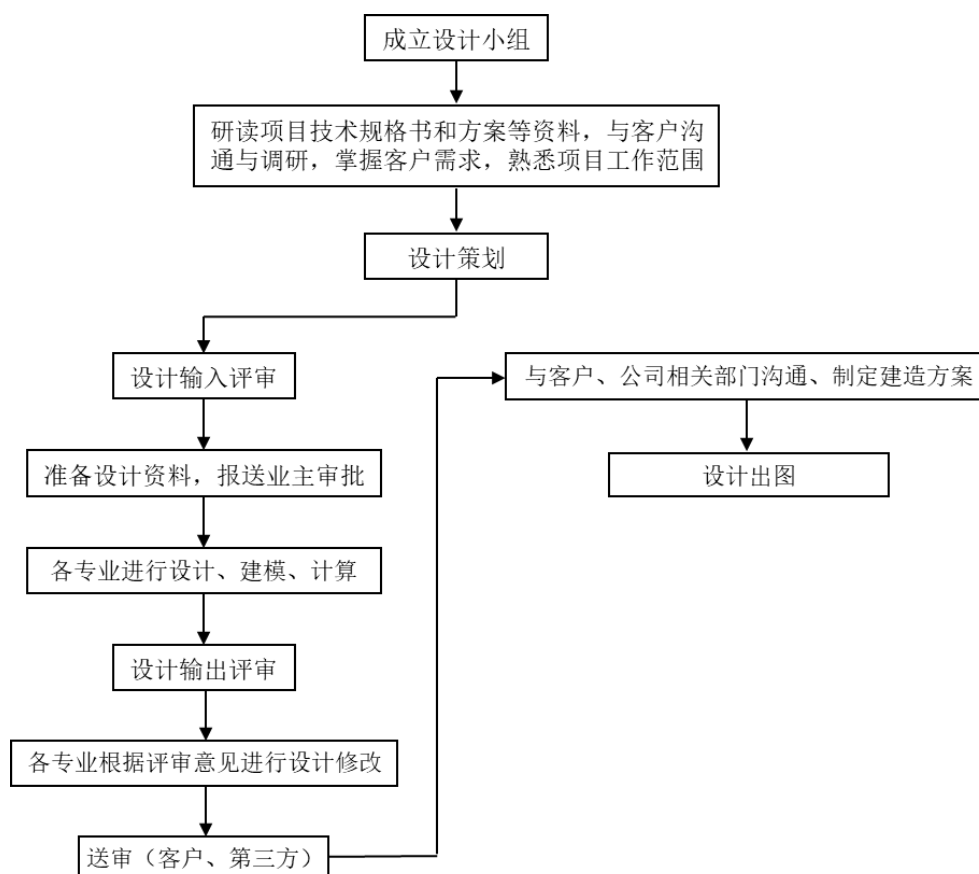 成立设计小组
研读项目技术规格书和方案等资料，与客户沟
通与调研，掌握客户需求，熟悉项目工作范围
设计策划
设计输入评审
准备设计资料，报送业主审批
各专业进行设计、建模、计算
设计输出评审
各专业根据评审意见进行设计修改
送审（客户、第三方）
与客户、公司相关部门沟通、制定建造方案
设计出图